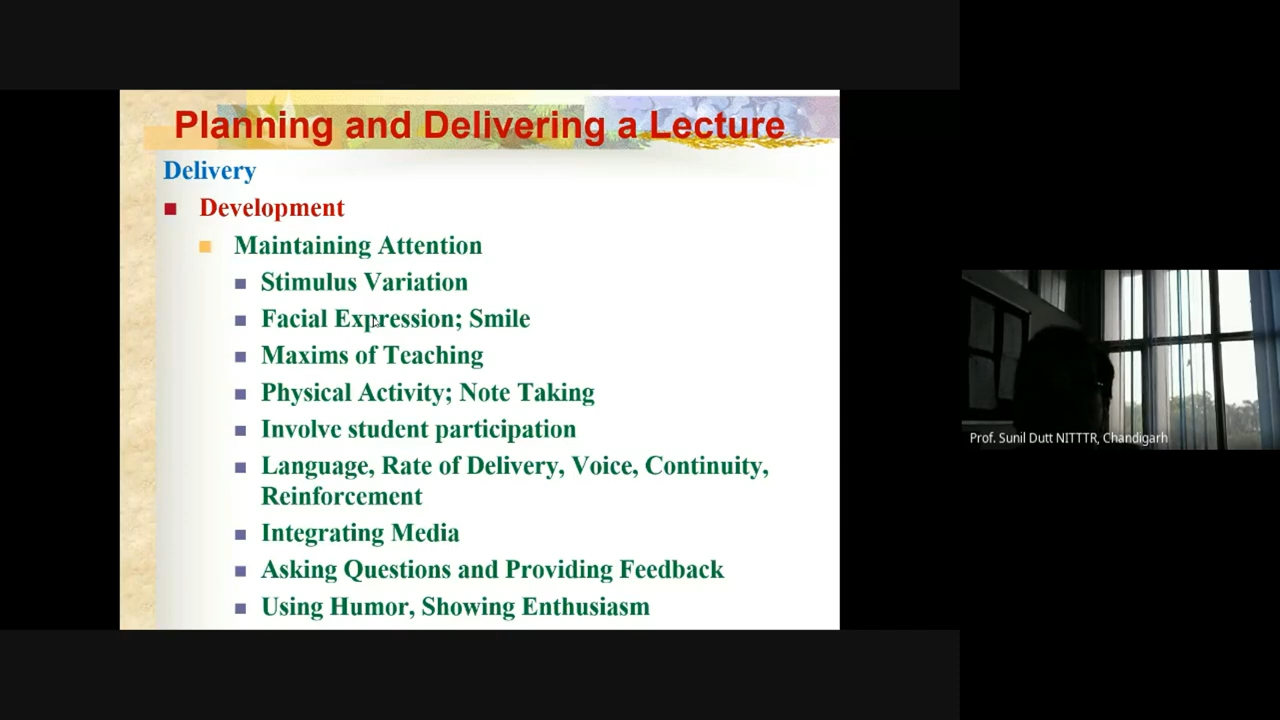 Planning and Delivering a Lecture
Delivery
Development
Maintaining Attention
Stimulus Variation
Facial Expression; Smile
Maxims of Teaching
Physical Activity; Note Taking
Involve student participation
Language, Rate of Delivery, Voice, Continuity,
Reinforcement
Integrating Media
Asking Questions and Providing Feedback
Using Humor, Showing Enthusiasm
Prof. Sunil Dutt NITTTR, Chandigarh